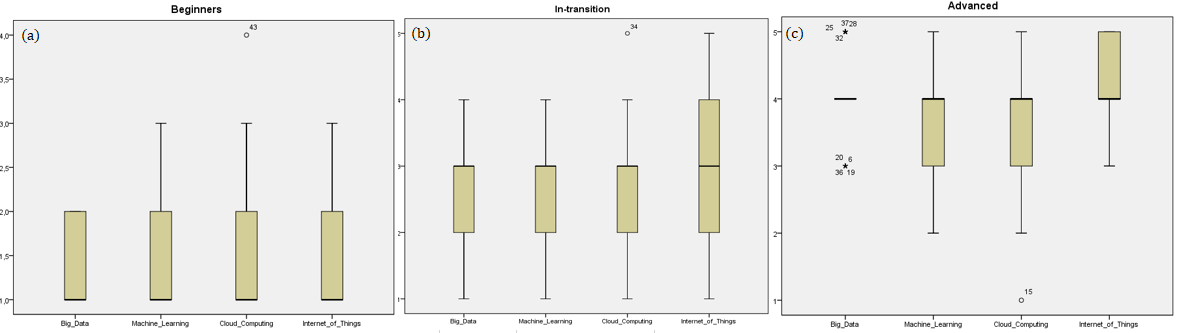 Beginners
(a)
43
4,0
3,5
3,0
2,5
2,0
1,5
1,0
Big_Data Machine_Learning Cloud_Computing Internet_of_Things
In-transition
(b)
34
5
4
3
2
1
Big_Data Machine_Learning Cloud_Computing Internet_of_Things
Advanced
(c)
25 37 28
32
5
4
20 6
3
36 19
2
15
1
Big_Data Machine_Learning Cloud_Computing Internet_of_Things